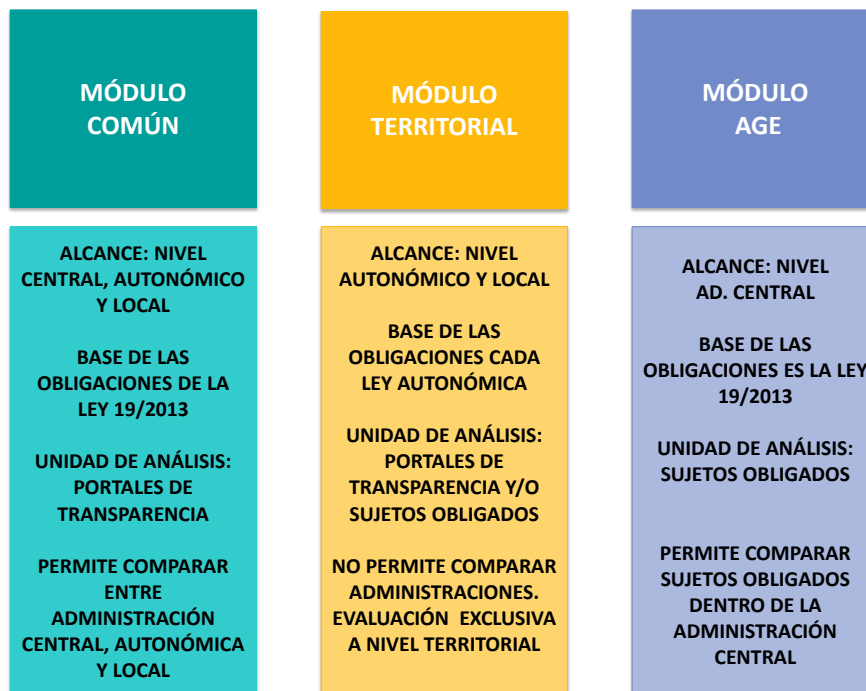 MÓDULO
COMÚN
ALCANCE: NIVEL
CENTRAL, AUTONÓMICO
Y LOCAL
BASE DE LAS
OBLIGACIONES DE LA
LEY 19/2013
UNIDAD DE ANÁLISIS:
PORTALES DE
TRANSPARENCIA
PERMITE COMPARAR
ENTRE
ADMINISTRACIÓN
CENTRAL, AUTONÓMICA
Y LOCAL
MÓDULO
TERRITORIAL
ALCANCE: NIVEL
AUTONÓMICO Y LOCAL
BASE DE LAS
OBLIGACIONES CADA
LEY AUTONÓMICA
UNIDAD DE ANÁLISIS:
PORTALES DE
TRANSPARENCIA Y/O
SUJETOS OBLIGADOS
NO PERMITE COMPARAR
ADMINISTRACIONES.
EVALUACIÓN EXCLUSIVA
A NIVEL TERRITORIAL
MÓDULO
AGE
ALCANCE: NIVEL
AD. CENTRAL
BASE DE LAS
OBLIGACIONES ES LA LEY
19/2013
UNIDAD DE ANÁLISIS:
SUJETOS OBLIGADOS
PERMITE COMPARAR
SUJETOS OBLIGADOS
DENTRO DE LA
ADMINISTRACIÓN
CENTRAL